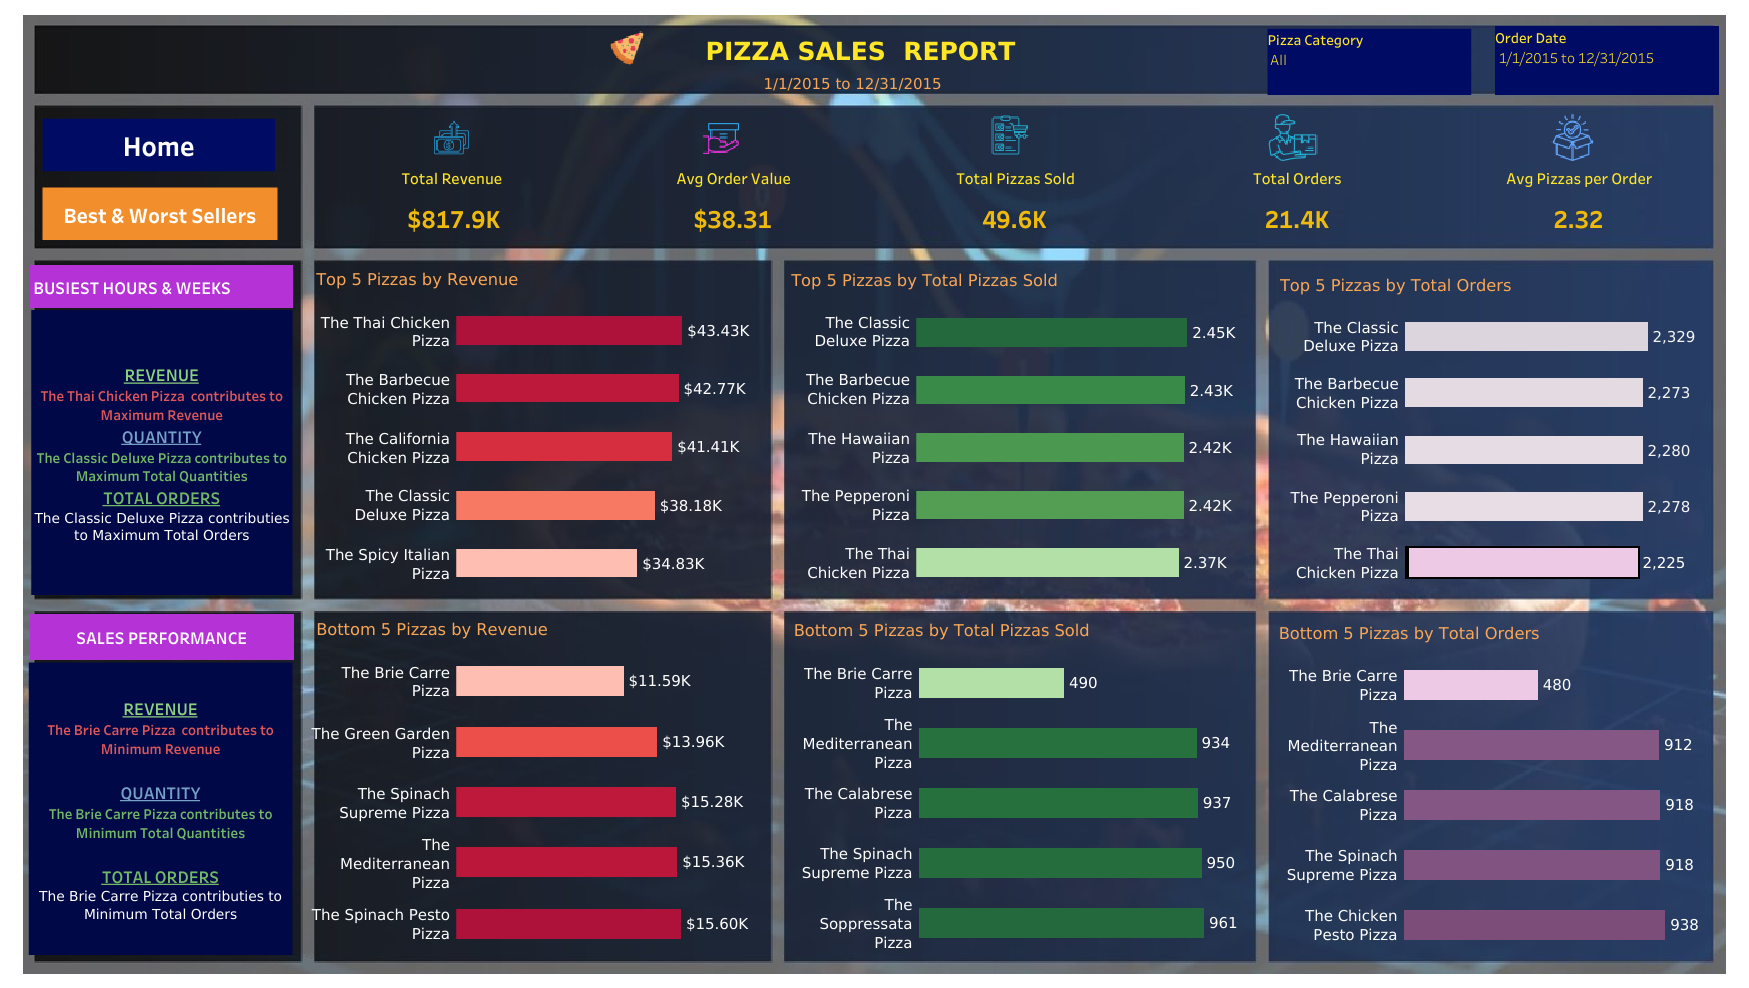 PIZZA SALES  REPORT
1/1/2015 to 12/31/2015
Pizza Category
All
Order Date
1/1/2015 to 12/31/2015
Home
Best & Worst Sellers
Total Revenue
$817.9K
Avg Order Value
$38.31
Total Pizzas Sold
49.6K
Total Orders
21.4K
Avg Pizzas per Order
2.32
BUSIEST HOURS & WEEKS
REVENUE
The Thai Chicken Pizza  contributes to
Maximum Revenue
QUANTITY
The Classic Deluxe Pizza contributes to
Maximum Total Quantities
TOTAL ORDERS
The Classic Deluxe Pizza contributies
to Maximum Total Orders
Top 5 Pizzas by Revenue
The Thai Chicken
Pizza
$43.43K
The Barbecue
Chicken Pizza
$42.77K
The California
Chicken Pizza
$41.41K
The Classic
Deluxe Pizza
$38.18K
The Spicy Italian
Pizza
$34.83K
Top 5 Pizzas by Total Pizzas Sold
The Classic
Deluxe Pizza
2.45K
The Barbecue
Chicken Pizza
2.43K
The Hawaiian
Pizza
2.42K
The Pepperoni
Pizza
2.42K
The Thai
Chicken Pizza
2.37K
Top 5 Pizzas by Total Orders
The Classic
Deluxe Pizza
2,329
The Barbecue
Chicken Pizza
2,273
The Hawaiian
Pizza
2,280
The Pepperoni
Pizza
2,278
The Thai
Chicken Pizza
2,225
SALES PERFORMANCE
REVENUE
The Brie Carre Pizza  contributes to
Minimum Revenue
QUANTITY
The Brie Carre Pizza contributes to
Minimum Total Quantities
TOTAL ORDERS
The Brie Carre Pizza contributies to
Minimum Total Orders
Bottom 5 Pizzas by Revenue
The Brie Carre
Pizza
$11.59K
The Green Garden
Pizza
$13.96K
The Spinach
Supreme Pizza
$15.28K
The
Mediterranean
Pizza
$15.36K
The Spinach Pesto
Pizza
$15.60K
Bottom 5 Pizzas by Total Pizzas Sold
The Brie Carre
Pizza
490
The
Mediterranean
Pizza
934
The Calabrese
Pizza
937
The Spinach
Supreme Pizza
950
The
Soppressata
Pizza
961
Bottom 5 Pizzas by Total Orders
The Brie Carre
Pizza
480
The
Mediterranean
Pizza
912
The Calabrese
Pizza
918
The Spinach
Supreme Pizza
918
The Chicken
Pesto Pizza
938